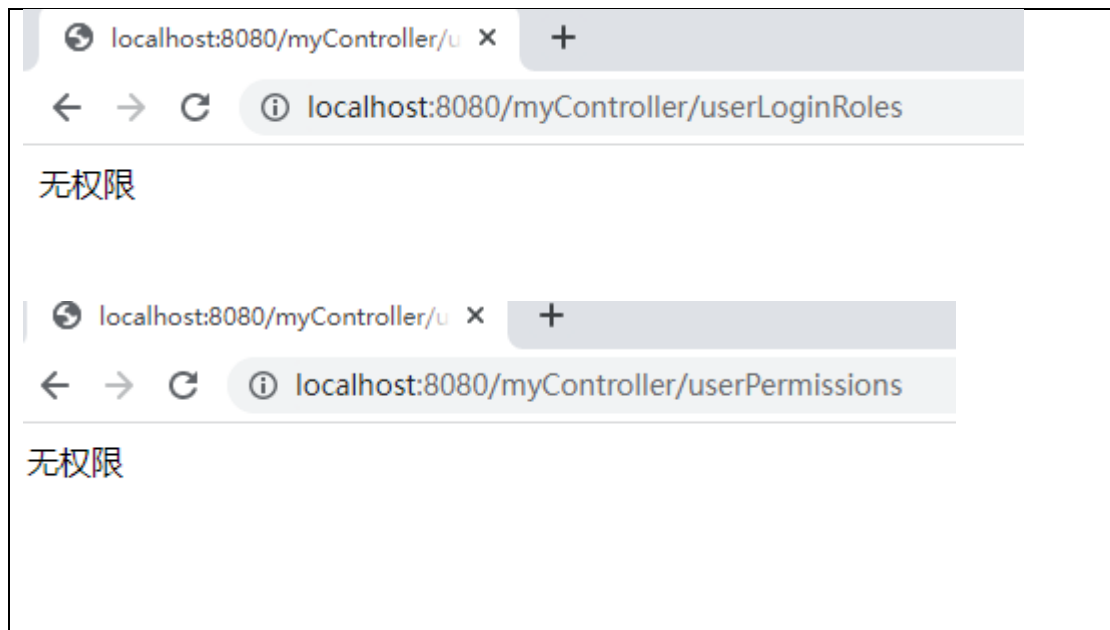 localhost:8080/myController/u
localhost:8080/myController/userLoginRoles
无权限
localhost:8080/myController/u
localhost:8080/myController/userPermissions
无权限